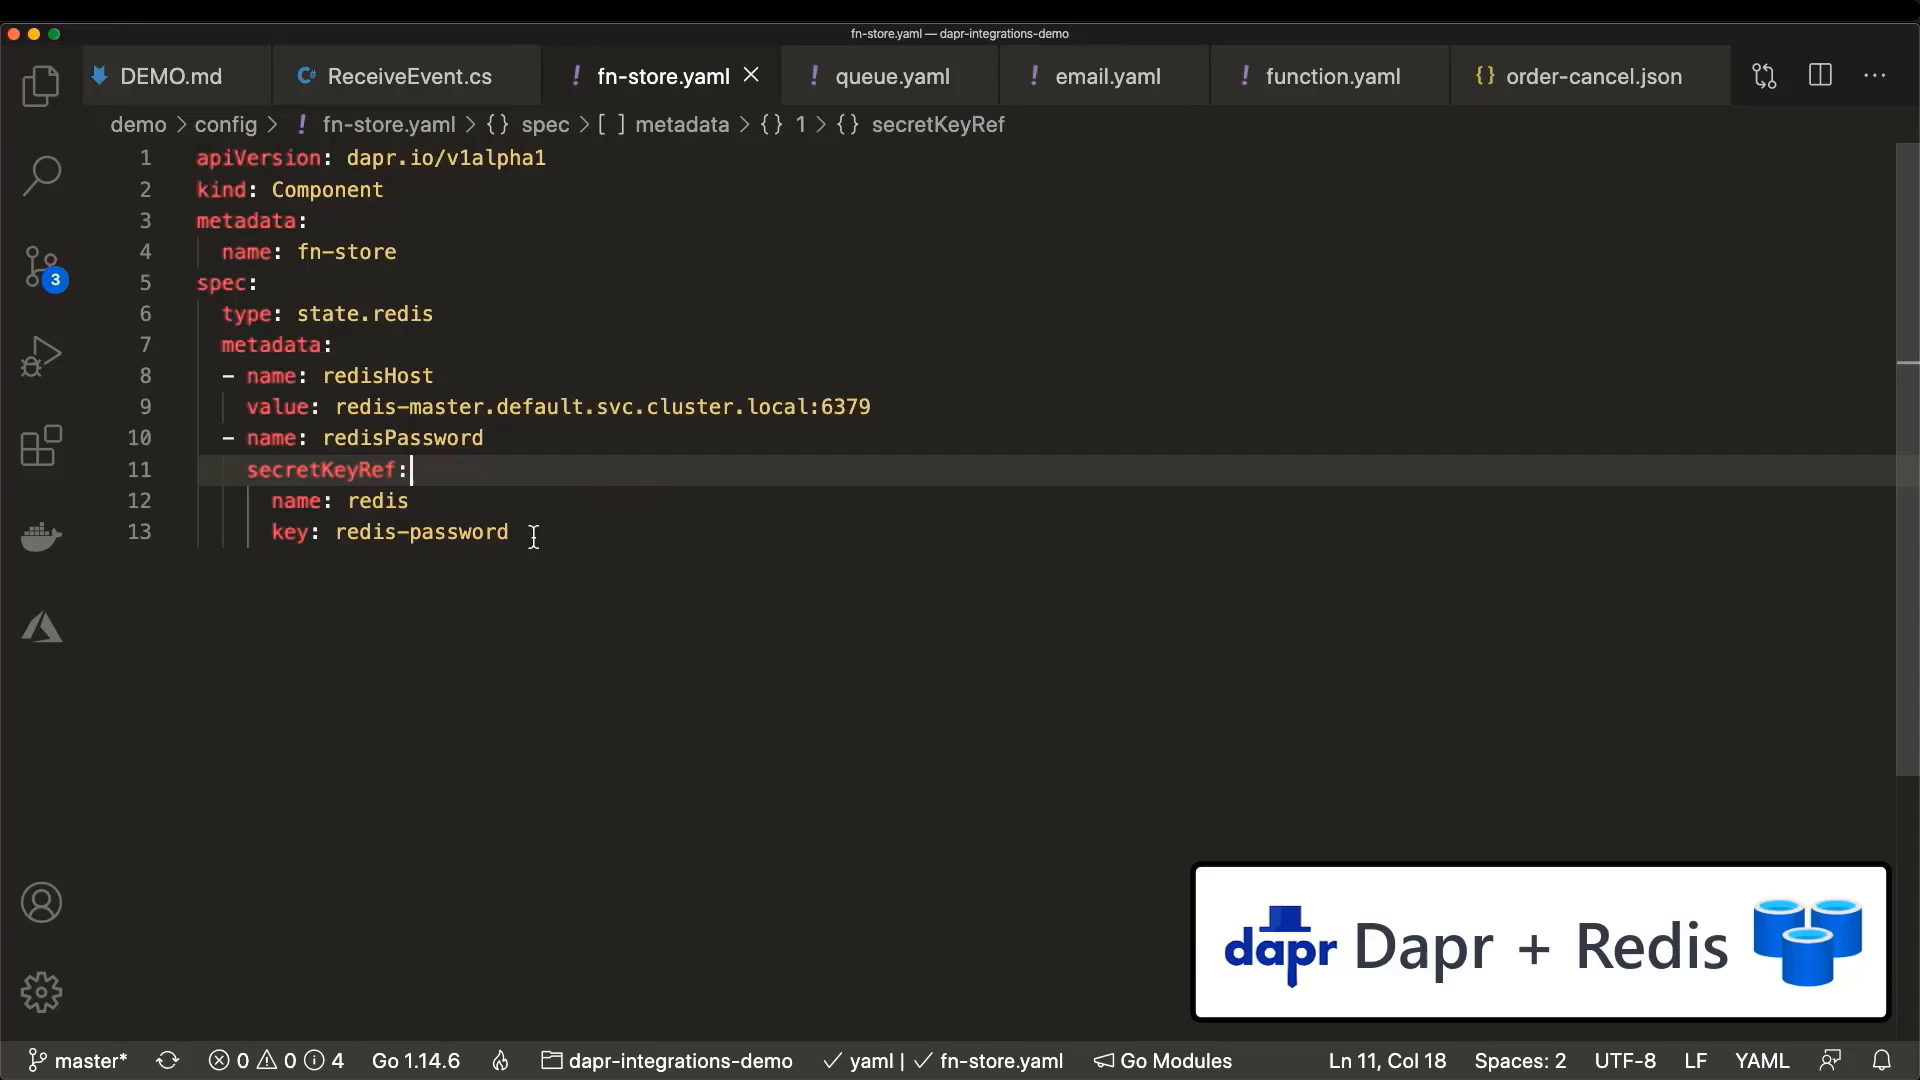 fn-store.yaml — dapr-integrations-demo
DEMO.md
C# ReceiveEvent.cs
! fn-store.yaml
! queue.yaml
! email.yaml
! function.yaml
{} order-cancel.json
demo > config > ! fn-store.yaml > {} spec > [ ] metadata > {} 1 > {} secretKeyRef
1 apiVersion: dapr.io/v1alpha1
2 kind: Component
3 metadata:
4 name: fn-store
5 spec:
6 type: state.redis
7 metadata:
8 - name: redisHost
9 value: redis-master.default.svc.cluster.local:6379
10 - name: redisPassword
11 secretKeyRef:
12 name: redis
13 key: redis-password
3
dapr Dapr + Redis
master* 0 0 4 Go 1.14.6 dapr-integrations-demo ✓ yaml | ✓ fn-store.yaml Go Modules Ln 11, Col 18 Spaces: 2 UTF-8 LF YAML